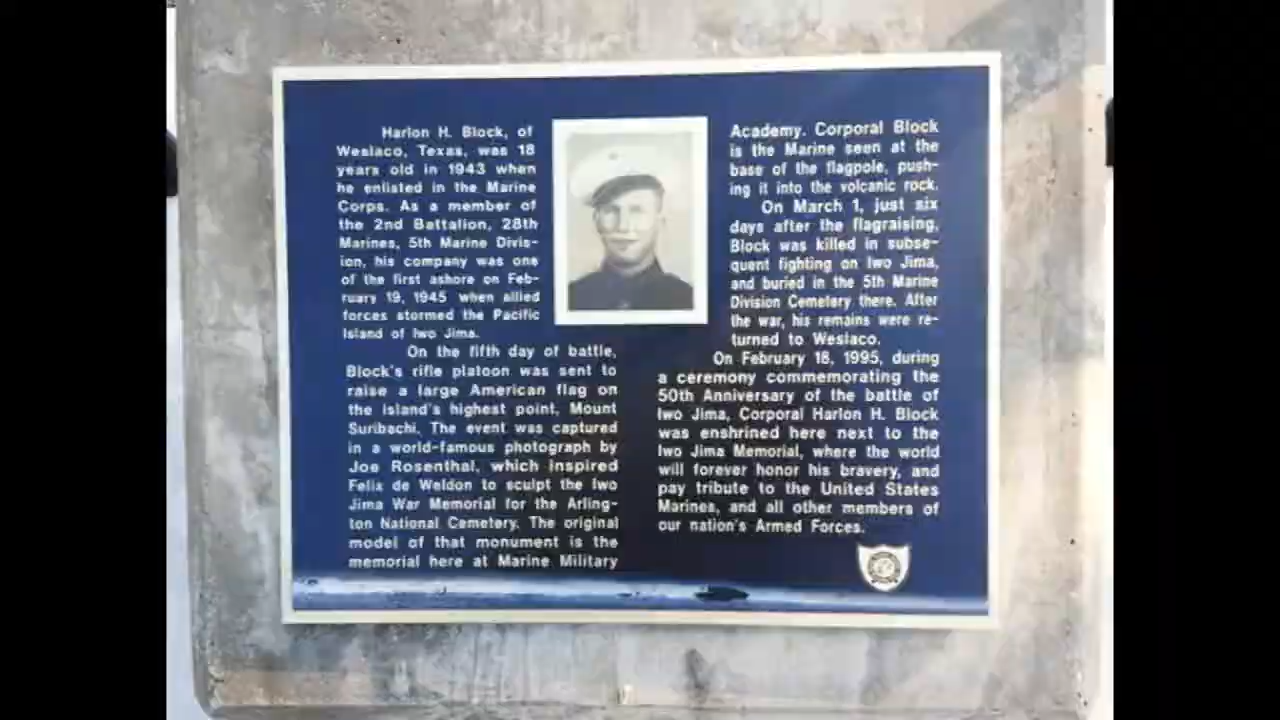 Harlon H. Block, of
Weslaco, Texas, was 18
years old in 1943 when
he enlisted in the Marine
Corps. As a member of
the 2nd Battalion, 28th
Marines, 5th Marine Divis-
ion, his company was one
of the first ashore on Feb-
ruary 19, 1945 when allied
forces stormed the Pacific
Island of Iwo Jima.
On the fifth day of battle,
Block's rifle platoon was sent to
raise a large American flag on
the island's highest point, Mount
Suribachi. The event was captured
in a world-famous photograph by
Joe Rosenthal, which inspired
Felix de Weldon to sculpt the Iwo
Jima War Memorial for the Arling-
ton National Cemetery. The original
model of that monument is the
memorial here at Marine Military
Academy. Corporal Block
is the Marine seen at the
base of the flagpole, push-
ing it into the volcanic rock.
On March 1, just six
days after the flagraising,
Block was killed in subse-
quent fighting on Iwo Jima,
and buried in the 5th Marine
Division Cemetery there. After
the war, his remains were re-
turned to Weslaco.
On February 18, 1995, during
a ceremony commemorating the
50th Anniversary of the battle of
Iwo Jima, Corporal Harlon H. Block
was enshrined here next to the
Iwo Jima Memorial, where the world
will forever honor his bravery, and
pay tribute to the United States
Marines, and all other members of
our nation's Armed Forces.